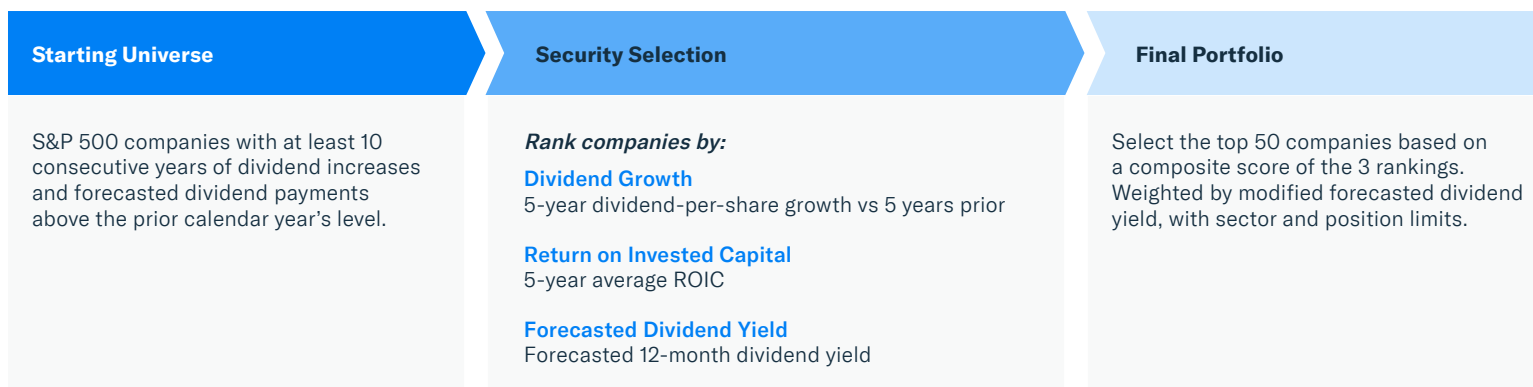 Starting Universe
S&P 500 companies with at least 10
consecutive years of dividend increases
and forecasted dividend payments
above the prior calendar year’s level.
Security Selection
Rank companies by:
Dividend Growth
5-year dividend-per-share growth vs 5 years prior
Return on Invested Capital
5-year average ROIC
Forecasted Dividend Yield
Forecasted 12-month dividend yield
Final Portfolio
Select the top 50 companies based on
a composite score of the 3 rankings.
Weighted by modified forecasted dividend
yield, with sector and position limits.